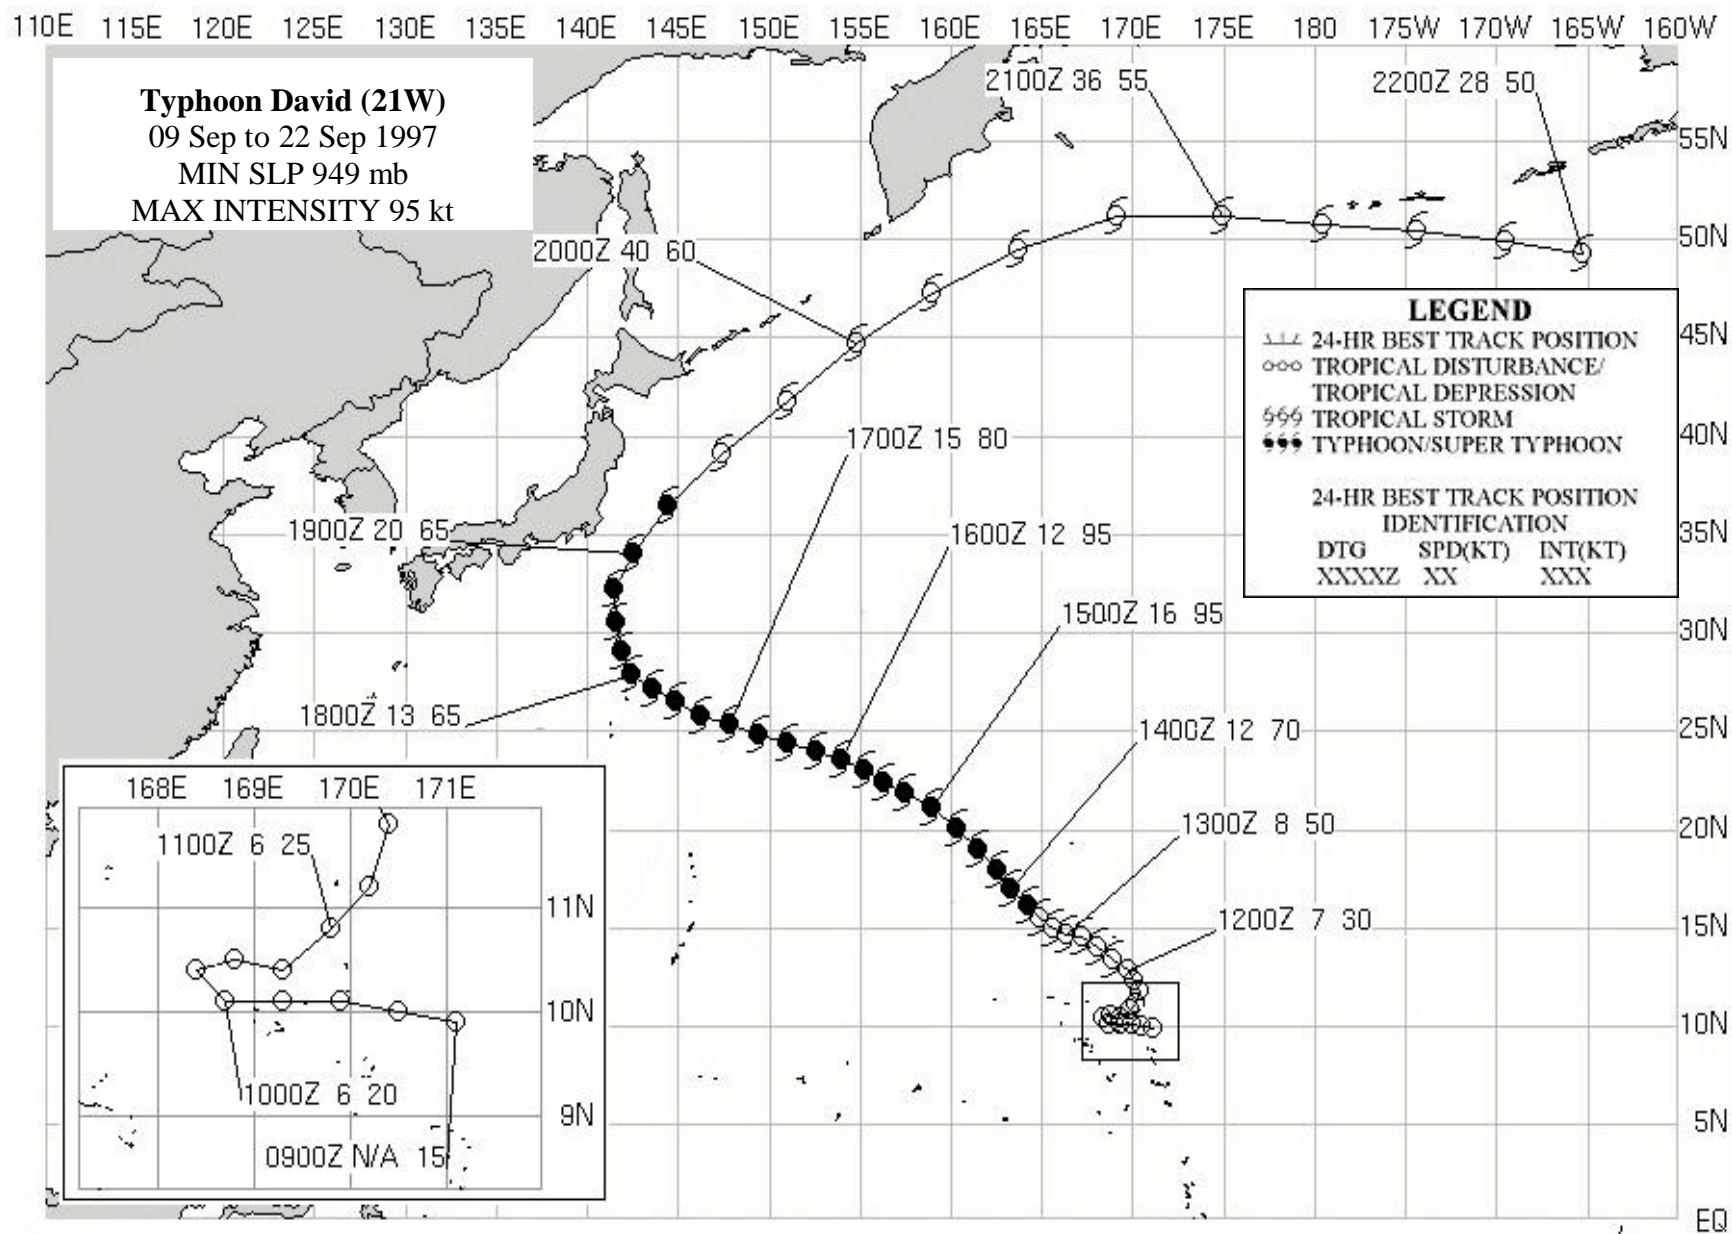 110E 115E 120E 125E 130E 135E 140E 145E 150E 155E 160E 165E 170E 175E 180 175W 170W 165W 160W
Typhoon David (21W)
09 Sep to 22 Sep 1997
MIN SLP 949 mb
MAX INTENSITY 95 kt
2100Z 36 55
2200Z 28 50
55N
50N
2000Z 40 60
LEGEND
24-HR BEST TRACK POSITION
TROPICAL DISTURBANCE/
TROPICAL DEPRESSION
TROPICAL STORM
TYPHOON/SUPER TYPHOON
24-HR BEST TRACK POSITION
IDENTIFICATION
DTG SPD(KT) INT(KT)
XXXXZ XX XXX
45N
40N
35N
30N
25N
20N
15N
10N
5N
EQ
1700Z 15 80
1900Z 20 65
1600Z 12 95
1500Z 16 95
1800Z 13 65
1400Z 12 70
1300Z 8 50
1200Z 7 30
168E 169E 170E 171E
1100Z 6 25
11N
10N
1000Z 6 20
9N
0900Z N/A 15